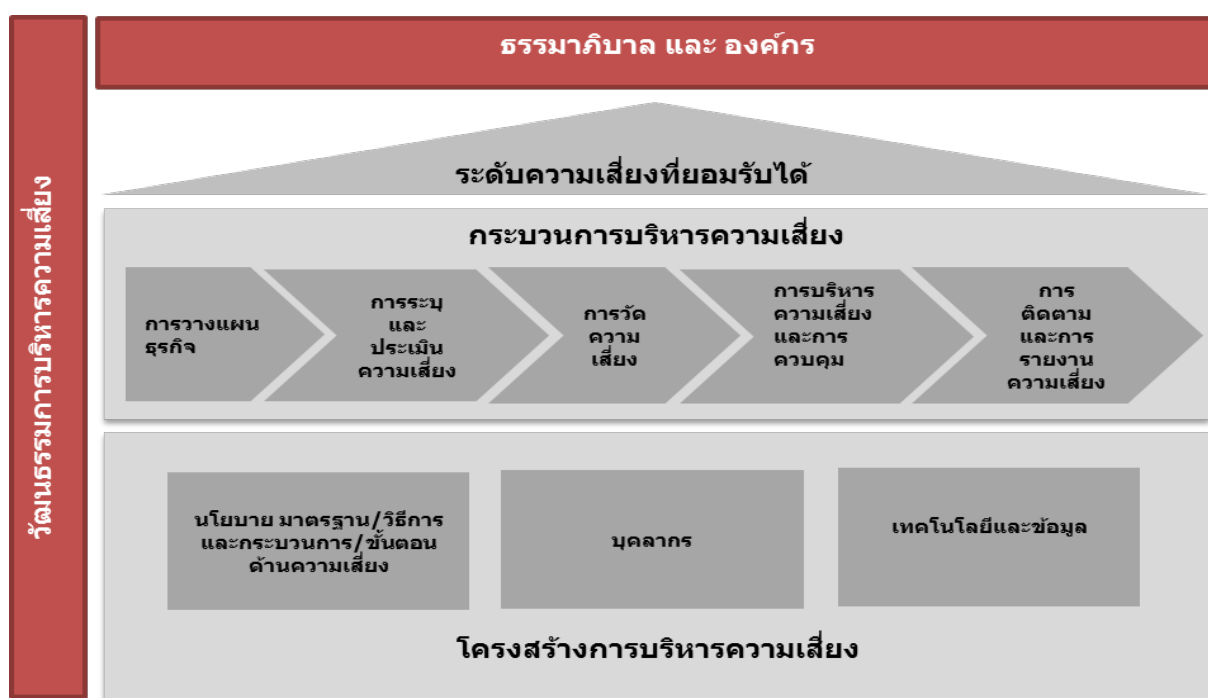 วัฒนธรรมการบริหารความเสี่ยง
ธรรมาภิบาล และ องค์กร
ระดับความเสี่ยงที่ยอมรับได้
กระบวนการบริหารความเสี่ยง
การวางแผน
ธุรกิจ
การระบุ
และ
ประเมิน
ความเสี่ยง
การวัด
ความ
เสี่ยง
การบริหาร
ความเสี่ยง
และการ
ควบคุม
การ
ติดตาม
และการ
รายงาน
ความเสี่ยง
นโยบาย มาตรฐาน/วิธีการ
และกระบวนการ/ขั้นตอน
ด้านความเสี่ยง
บุคลากร
เทคโนโลยีและข้อมูล
โครงสร้างการบริหารความเสี่ยง